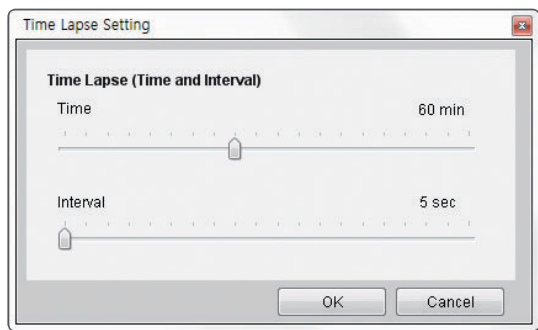 Time Lapse Setting
Time Lapse (Time and Interval)
Time 60 min
Interval 5 sec
OK Cancel